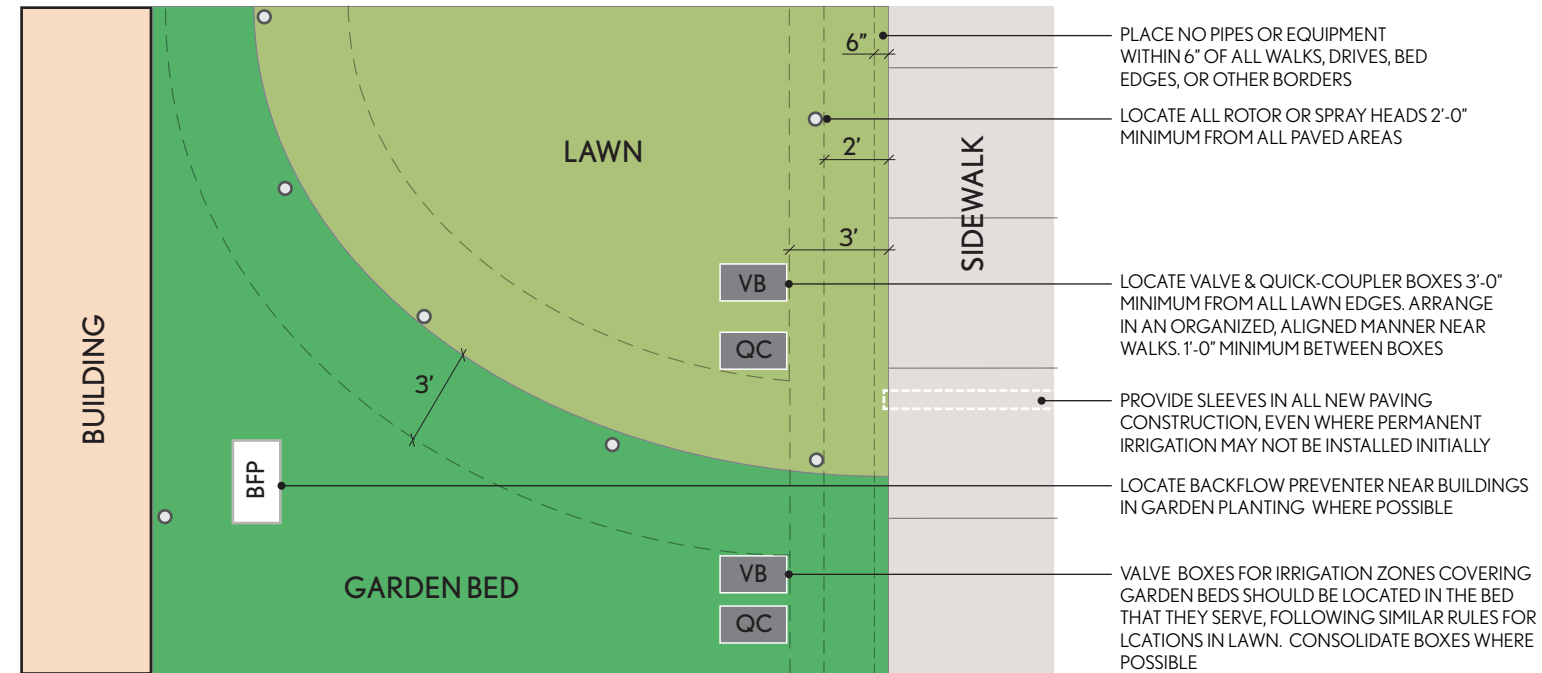 BUILDING
LAWN
GARDEN BED
SIDEWALK
6”
2’
3’
3’
VB
QC
BFP
VB
QC
PLACE NO PIPES OR EQUIPMENT
WITHIN 6” OF ALL WALKS, DRIVES, BED
EDGES, OR OTHER BORDERS
LOCATE ALL ROTOR OR SPRAY HEADS 2’-0”
MINIMUM FROM ALL PAVED AREAS
LOCATE VALVE & QUICK-COUPLER BOXES 3’-0”
MINIMUM FROM ALL LAWN EDGES. ARRANGE
IN AN ORGANIZED, ALIGNED MANNER NEAR
WALKS. 1’-0” MINIMUM BETWEEN BOXES
PROVIDE SLEEVES IN ALL NEW PAVING
CONSTRUCTION, EVEN WHERE PERMANENT
IRRIGATION MAY NOT BE INSTALLED INITIALLY
LOCATE BACKFLOW PREVENTER NEAR BUILDINGS
IN GARDEN PLANTING WHERE POSSIBLE
VALVE BOXES FOR IRRIGATION ZONES COVERING
GARDEN BEDS SHOULD BE LOCATED IN THE BED
THAT THEY SERVE, FOLLOWING SIMILAR RULES FOR
LCATIONS IN LAWN. CONSOLIDATE BOXES WHERE
POSSIBLE